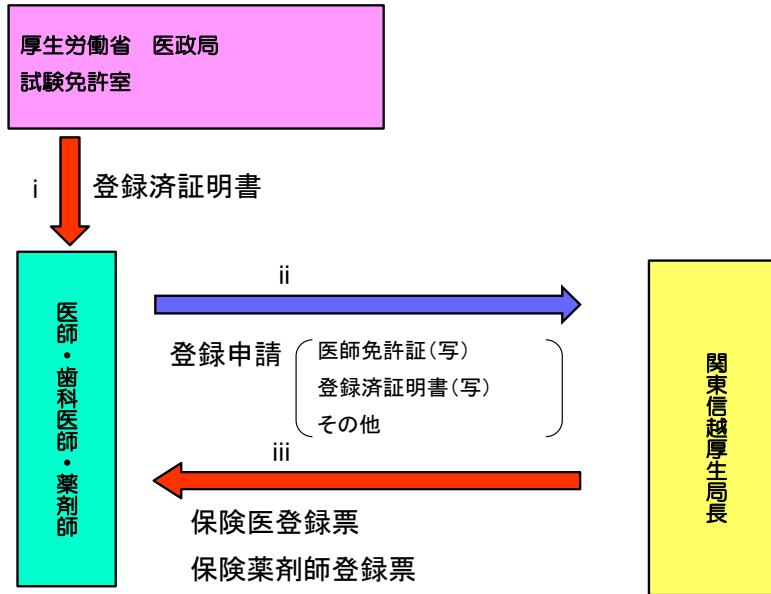 厚生労働省　医政局
試験免許室
i
登録済証明書
ii
医師・歯科医師・薬剤師
登録申請
医師免許証(写)
登録済証明書(写)
その他
関東信越厚生局長
iii
保険医登録票
保険薬剤師登録票